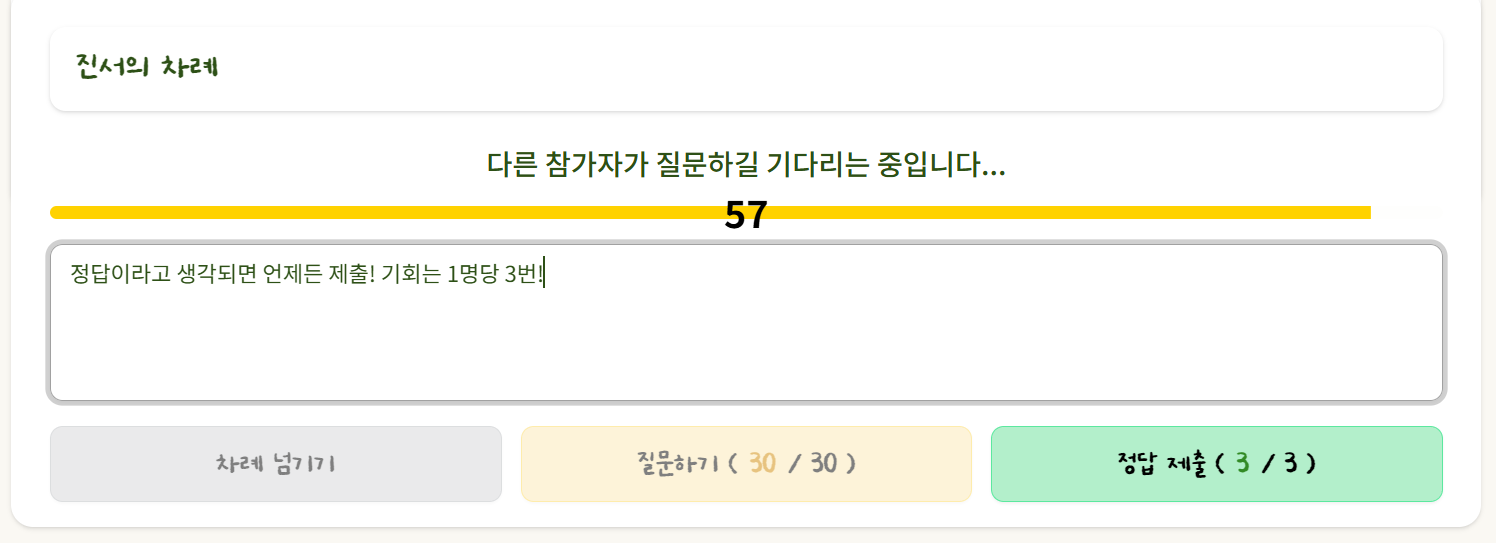 진서의 차례
다른 참가자가 질문하길 기다리는 중입니다...
57
정답이라고 생각되면 언제든 제출! 기회는 1명당 3번!
차례 넘기기
질문하기 ( 30 / 30 )
정답 제출 ( 3 / 3 )